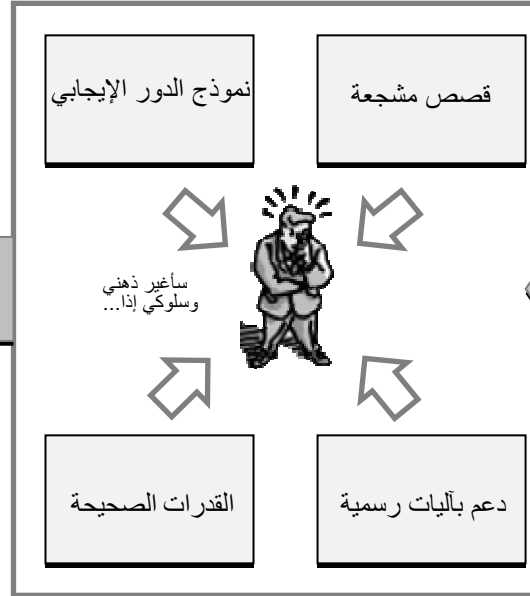 قصص مشجعة
نموذج الدور الإيجابي
سأغير ذهني
وسلوكي إذا...
دعم بآليات رسمية
القدرات الصحيحة